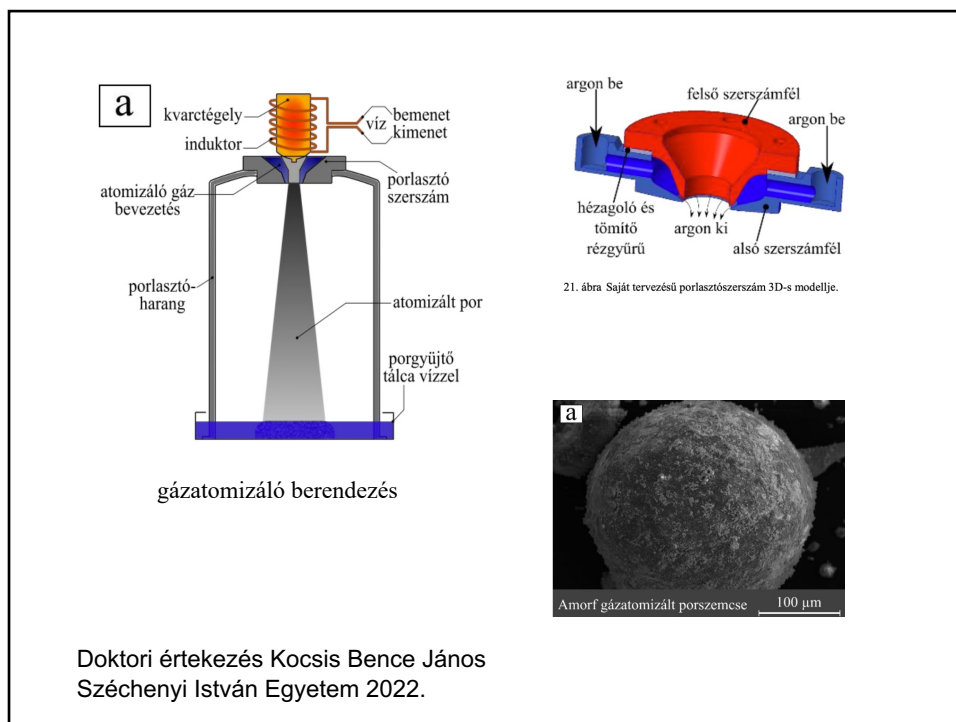 a
kvarctégely
induktor
víz
bemenet
kimenet
atomizáló gáz
bevezetés
porlasztó
szerszám
porlasztó-
harang
atomizált por
porgyüjtő
tálca vízzel
gázatomizáló berendezés
argon be
felső szerszámfél
argon be
hézagoló és
tömítő
rézgyűrű
argon ki
alsó szerszámfél
21. ábra Saját tervezésű porlasztószerszám 3D-s modellje.
a
Amorf gázatomizált porszemcse
100 µm
Doktori értekezés Kocsis Bence János
Széchenyi István Egyetem 2022.